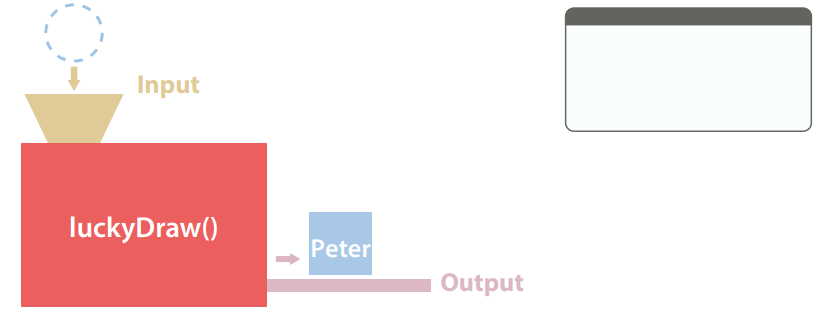 Input
luckyDraw()
Peter
Output